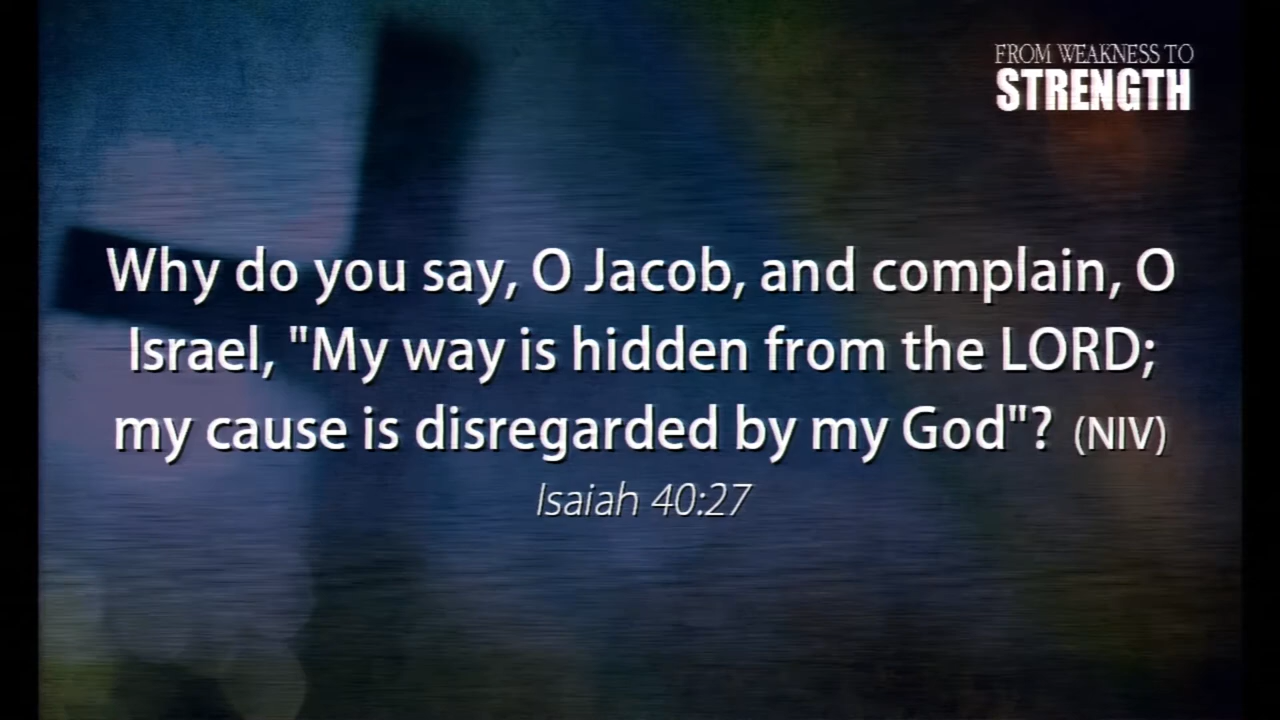 FROM WEAKNESS TO
STRENGTH
Why do you say, O Jacob, and complain, O
Israel, "My way is hidden from the LORD;
my cause is disregarded by my God"? (NIV)
Isaiah 40:27